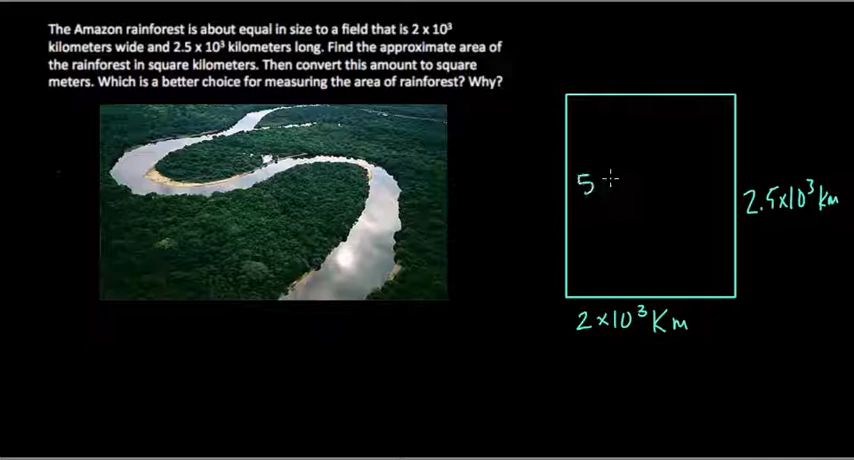 The Amazon rainforest is about equal in size to a field that is 2 x 10³
kilometers wide and 2.5 x 10³ kilometers long. Find the approximate area of
the rainforest in square kilometers. Then convert this amount to square
meters. Which is a better choice for measuring the area of rainforest? Why?
5
2.5x10³ km
2x10³ Km